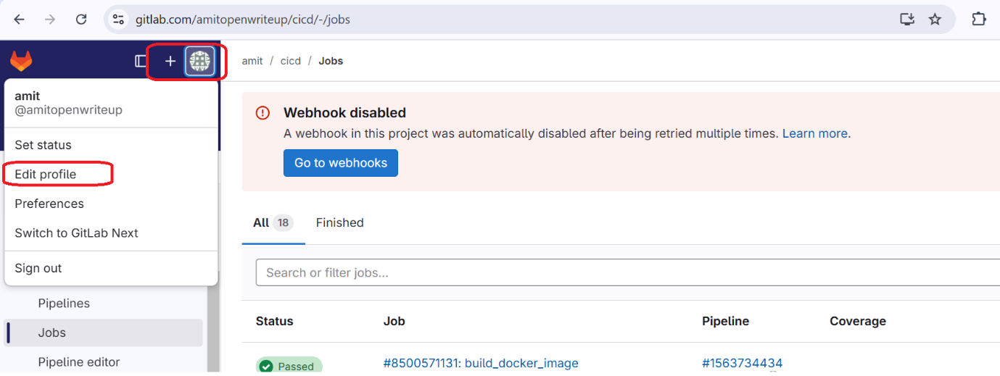 gitlab.com/amitopenwriteup/cicd/-/jobs
amit / cicd / Jobs
amit
@amitopenwriteup
Set status
Edit profile
Preferences
Switch to GitLab Next
Sign out
Pipelines
Jobs
Pipeline editor
Webhook disabled
A webhook in this project was automatically disabled after being retried multiple times. Learn more.
Go to webhooks
All 18 Finished
Search or filter jobs...
Status Job Pipeline Coverage
Passed #8500571131: build_docker_image #1563734434